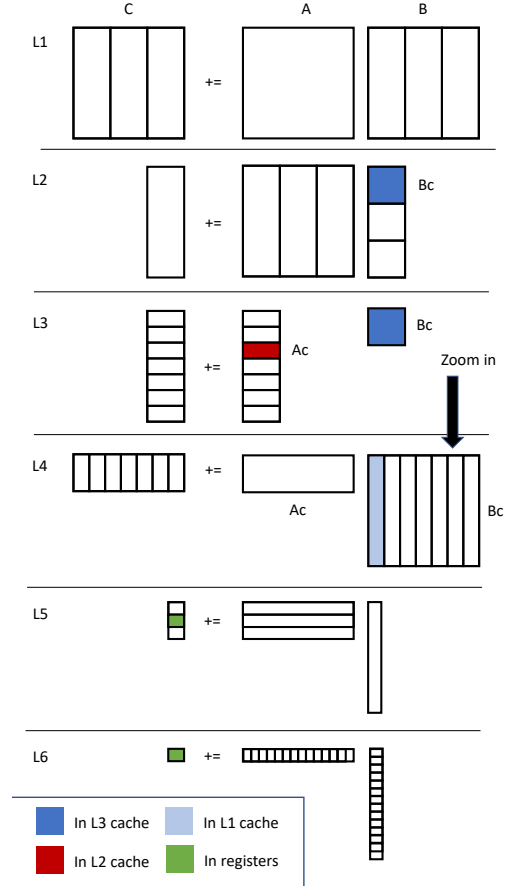 C A B
L1 +=
L2 += Bc
L3 += Ac Bc
Zoom in
L4 += Ac Bc
L5 +=
L6 +=
In L3 cache In L1 cache
In L2 cache In registers